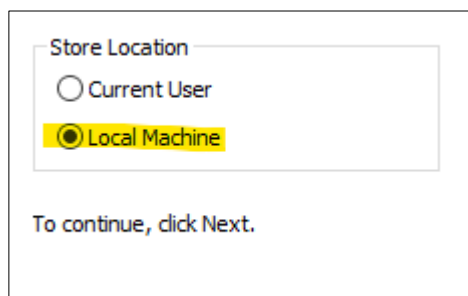 Store Location
Current User
Local Machine
To continue, click Next.